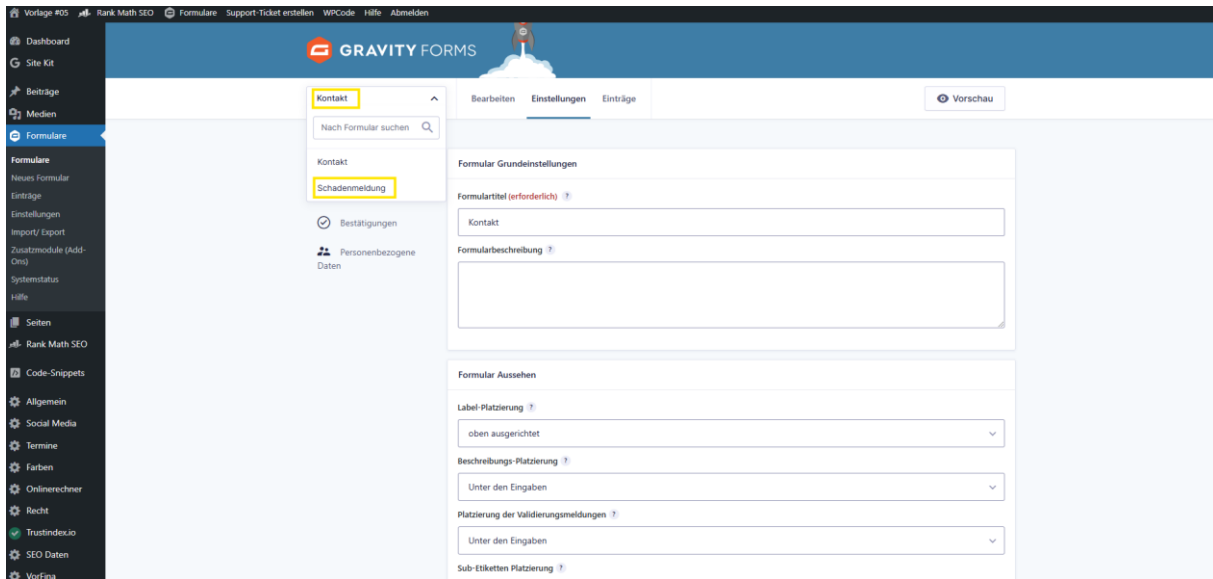 Vorlage #05 Rank Math SEO Formulare Support-Ticket erstellen WPCode Hilfe Abmelden
Dashboard
Site Kit
Beiträge
Medien
Formulare
Formulare
Neues Formular
Einträge
Einstellungen
Import/ Export
Zusatzmodule (Add-
Ons)
Systemstatus
Hilfe
Seiten
Rank Math SEO
Code-Snippets
Allgemein
Social Media
Termine
Farben
Onlinerechner
Recht
Trustindex.io
SEO Daten
VorFina
GRAVITY FORMS
Kontakt
Bearbeiten Einstellungen Einträge
Vorschau
Nach Formular suchen
Kontakt
Schadenmeldung
Bestätigungen
Personenbezogene
Daten
Formular Grundeinstellungen
Formulartitel (erforderlich) ?
Kontakt
Formularbeschreibung ?
Formular Aussehen
Label-Platzierung ?
oben ausgerichtet
Beschreibungs-Platzierung ?
Unter den Eingaben
Platzierung der Validierungsmeldungen ?
Unter den Eingaben
Sub-Etiketten Platzierung ?